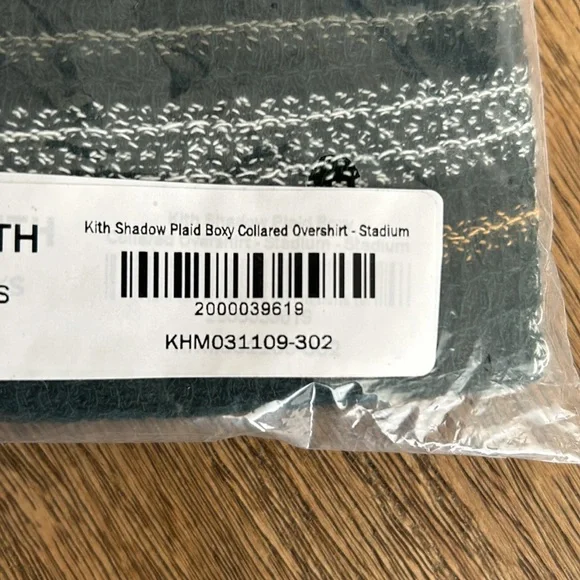 TH
Kith Shadow Plaid Boxy Collared Overshirt - Stadium
S
2000039619
KHM031109-302